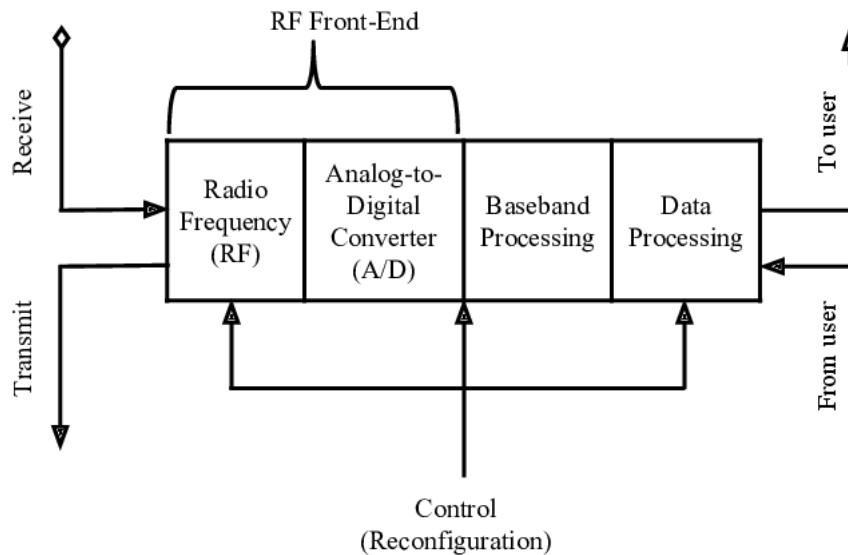 RF Front-End
Receive
Transmit
Radio
Frequency
(RF)
Analog-to-
Digital
Converter
(A/D)
Baseband
Processing
Data
Processing
To user
From user
Control
(Reconfiguration)